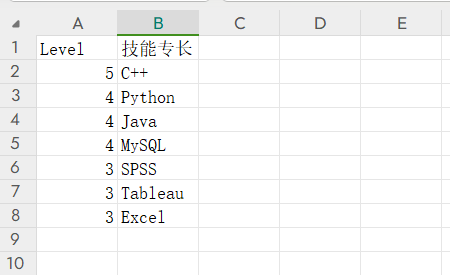 A B C D E
1 Level 技能专长
2 5 C++
3 4 Python
4 4 Java
5 4 MySQL
6 3 SPSS
7 3 Tableau
8 3 Excel
9
10